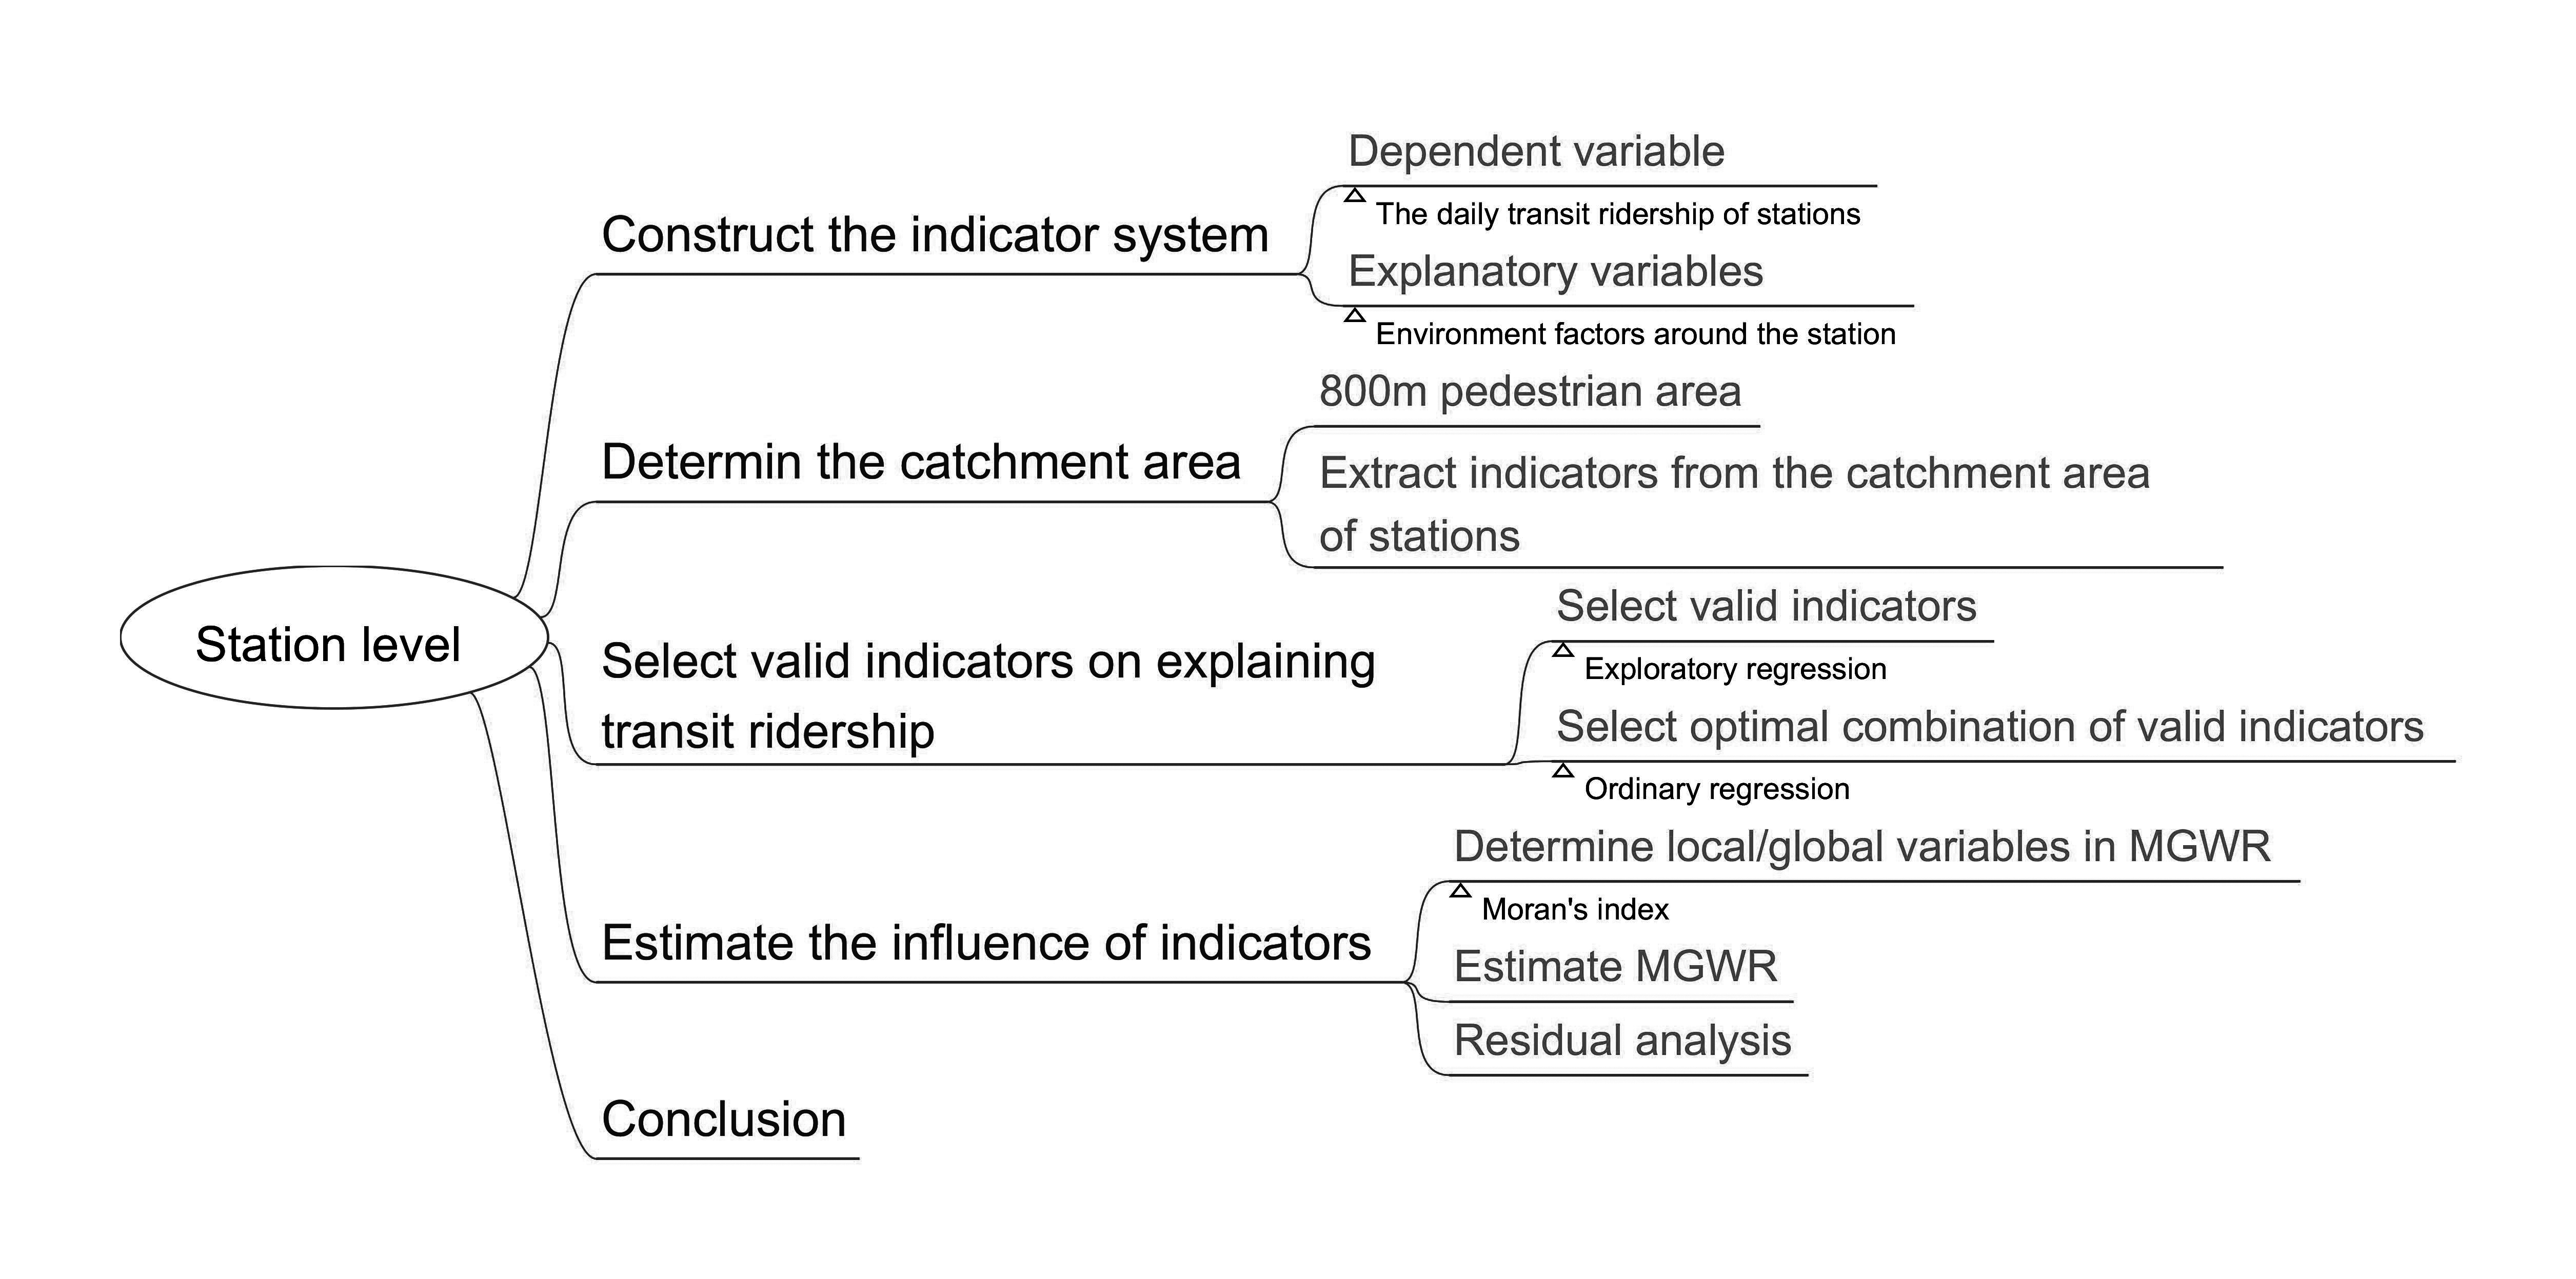 Station level
Construct the indicator system
Dependent variable
The daily transit ridership of stations
Explanatory variables
Environment factors around the station
Determin the catchment area
800m pedestrian area
Extract indicators from the catchment area
of stations
Select valid indicators on explaining
transit ridership
Select valid indicators
Exploratory regression
Select optimal combination of valid indicators
Ordinary regression
Estimate the influence of indicators
Determine local/global variables in MGWR
Moran's index
Estimate MGWR
Residual analysis
Conclusion